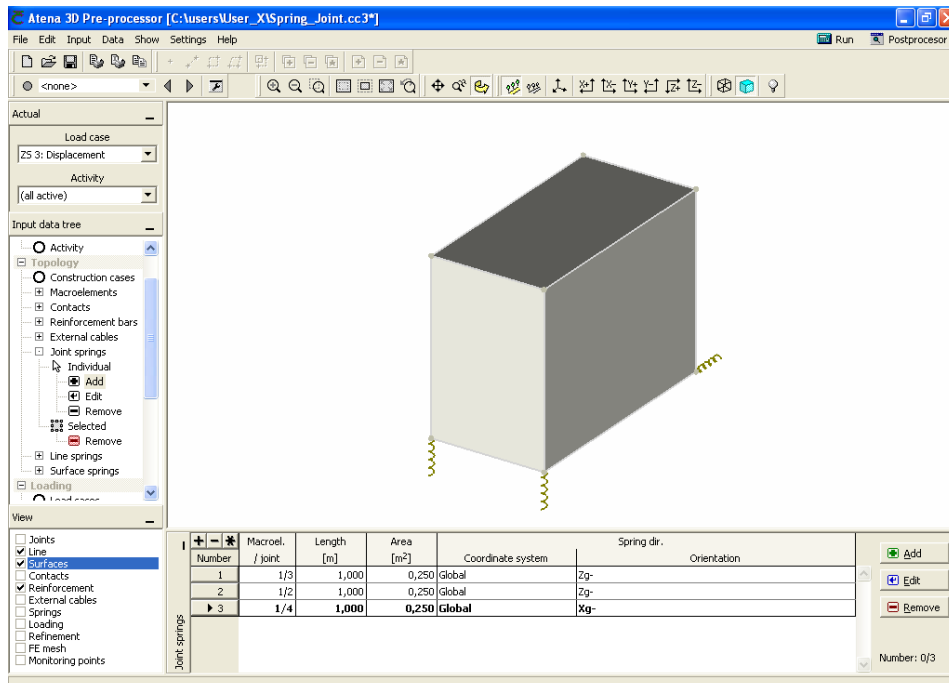 Atena 3D Pre-processor [C:\users\User_X\Spring_Joint.cc3*]
File Edit Input Data Show Settings Help Run Postprocesor
<none>
X+ X- Y+ Y- Z+ Z-
Actual
Load case
ZS 3: Displacement
Activity
(all active)
Input data tree
Activity
Topology
Construction cases
Macroelements
Contacts
Reinforcement bars
External cables
Joint springs
Individual
Add
Edit
Remove
Selected
Remove
Line springs
Surface springs
Loading
Load cases
View
Joints
Line
Surfaces
Contacts
Reinforcement
External cables
Springs
Loading
Refinement
FE mesh
Monitoring points
Joint springs
Macroel. Length Area Spring dir.
Number / joint [m] [m²] Coordinate system Orientation
1 1/3 1,000 0,250 Global Zg-
2 1/2 1,000 0,250 Global Zg-
3 1/4 1,000 0,250 Global Xg-
Add
Edit
Remove
Number: 0/3